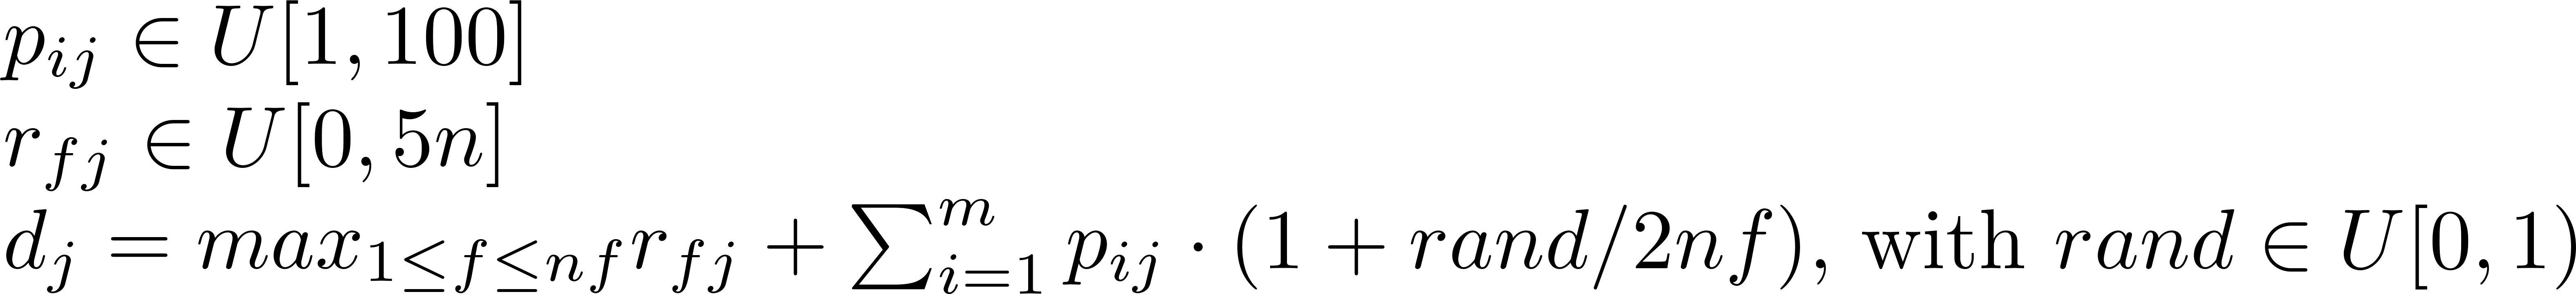 p_{ij} ∈ U[1, 100]
r_{fj} ∈ U[0, 5n]
d_j = max_{1≤f≤nf} r_{fj} + ∑_{i=1}^{m} p_{ij} · (1 + rand/2nf), with rand ∈ U[0, 1)